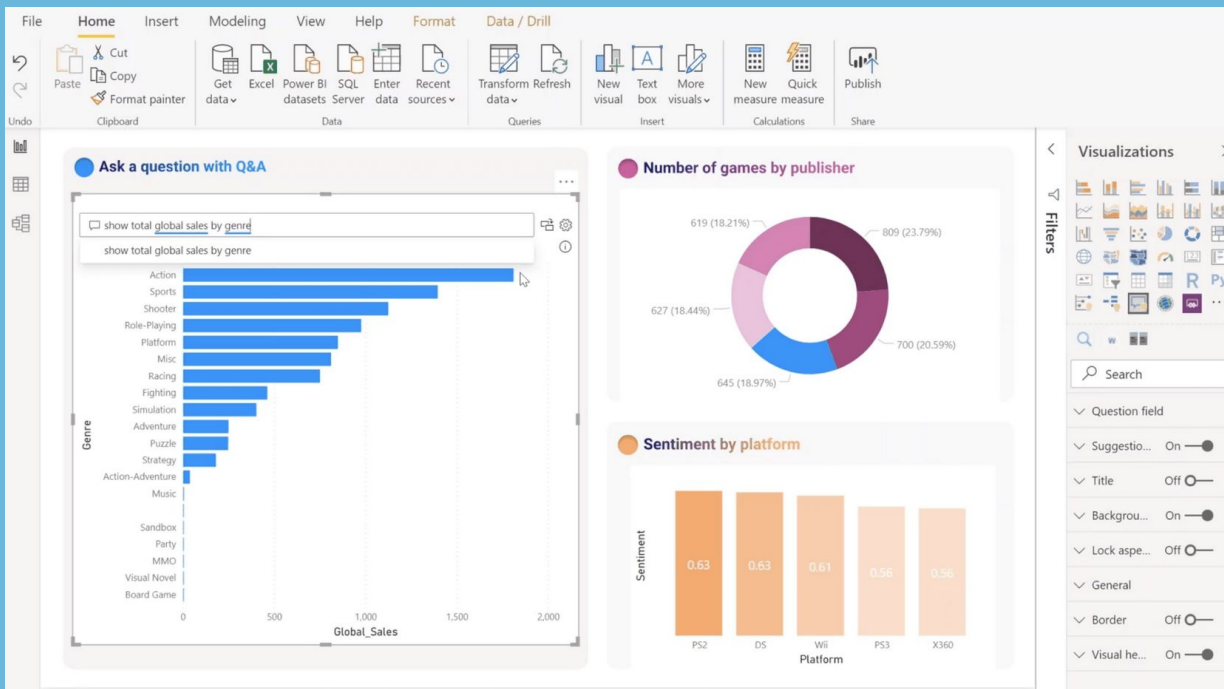 File Home Insert Modeling View Help Format Data / Drill
Cut
Copy
Format painter
Paste
Get data
Excel
Power BI datasets
SQL Server
Enter data
Recent sources
Transform data
Refresh
New visual
Text box
More visuals
New measure
Quick measure
Publish
Undo Clipboard Data Queries Insert Calculations Share
Ask a question with Q&A
show total global sales by genre
show total global sales by genre
Genre
Action
Sports
Shooter
Role-Playing
Platform
Misc
Racing
Fighting
Simulation
Adventure
Puzzle
Strategy
Action-Adventure
Music
Sandbox
Party
MMO
Visual Novel
Board Game
0 500 1,000 1,500 2,000
Global_Sales
Number of games by publisher
619 (18.21%)
809 (23.79%)
627 (18.44%)
700 (20.59%)
645 (18.97%)
Sentiment by platform
Sentiment
0.63 0.63 0.61 0.56 0.56
PS2 DS Wii PS3 X360
Platform
Filters
Visualizations
R Py
Search
Question field
Suggestio... On
Title Off
Backgrou... On
Lock aspe... Off
General
Border Off
Visual he... On